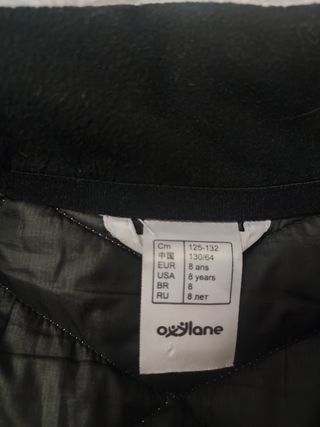 Cm 125-132
中国 130/64
EUR 8 ans
USA 8 years
BR 8
RU 8 лет
oxylane